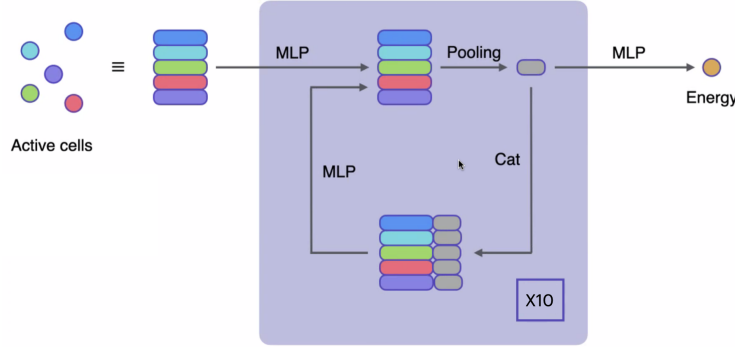 MLP
Pooling
MLP
Energy
Active cells
Cat
MLP
X10